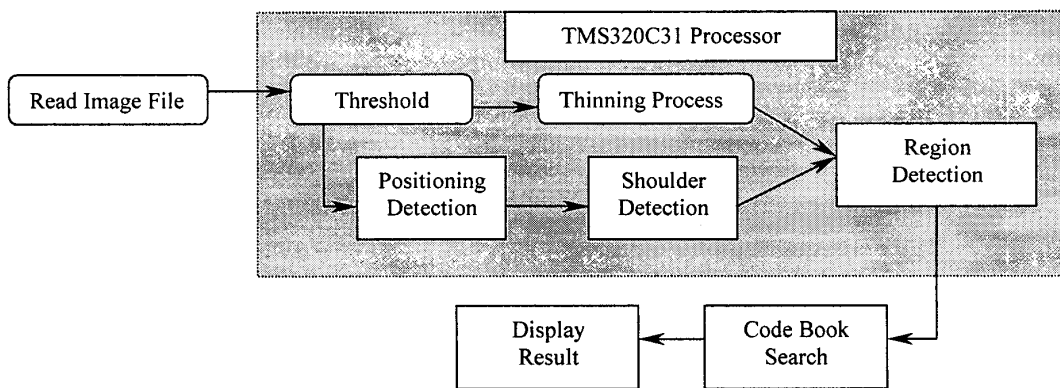 TMS320C31 Processor
Read Image File
Threshold
Thinning Process
Positioning
Detection
Shoulder
Detection
Region
Detection
Display
Result
Code Book
Search